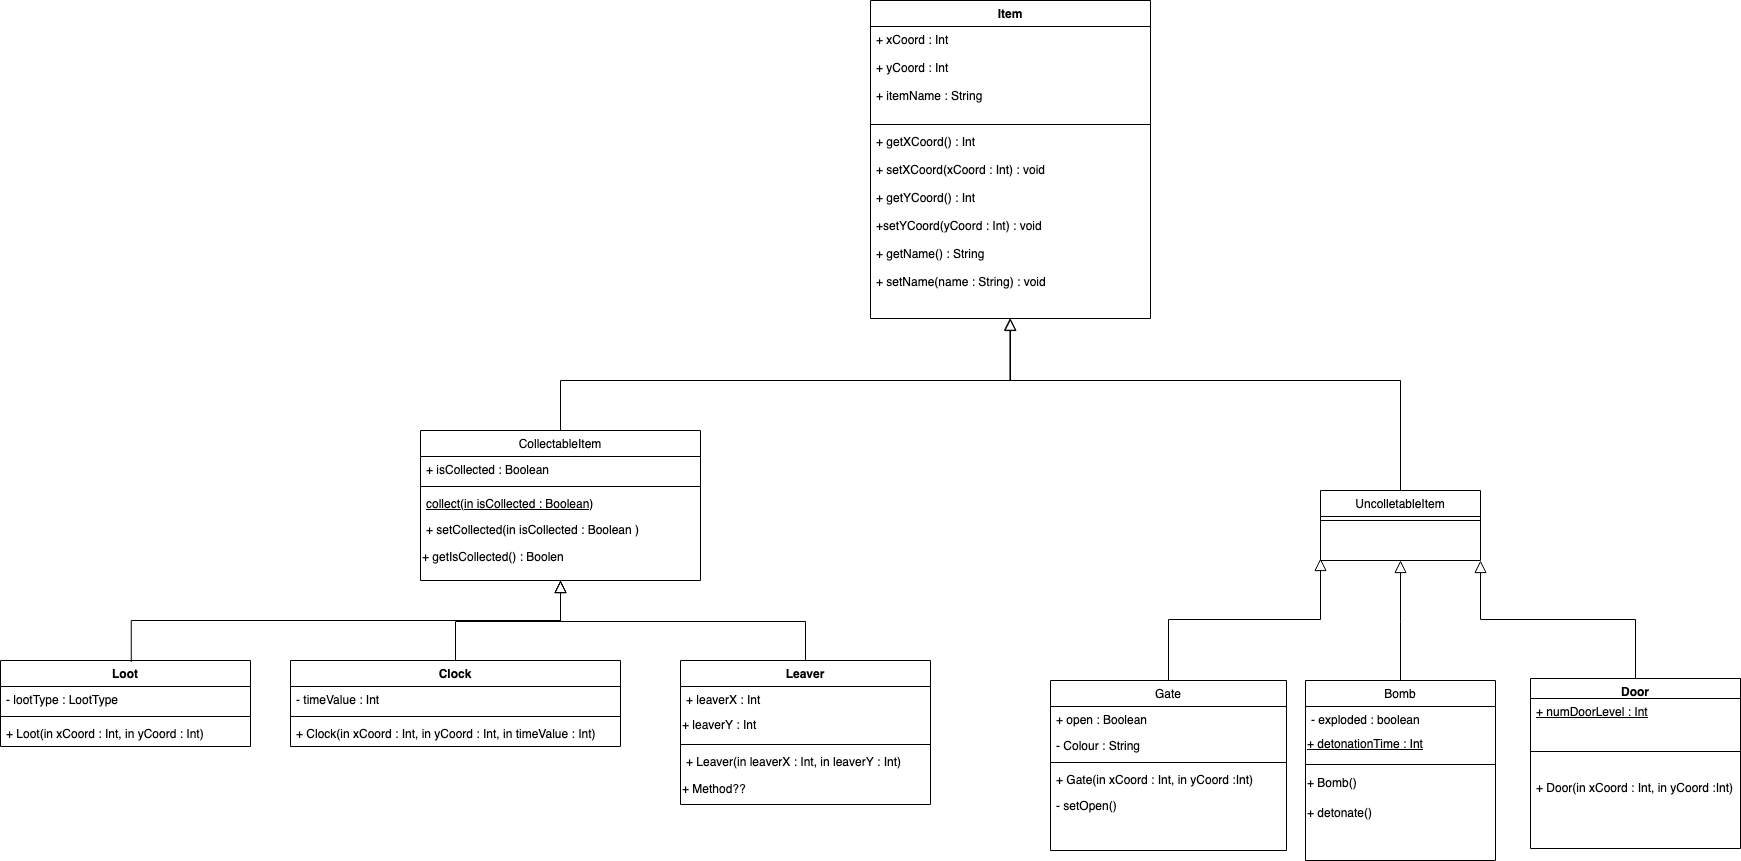 Item
+ xCoord : Int
+ yCoord : Int
+ itemName : String
+ getXCoord() : Int
+ setXCoord(xCoord : Int) : void
+ getYCoord() : Int
+setYCoord(yCoord : Int) : void
+ getName() : String
+ setName(name : String) : void
CollectableItem
+ isCollected : Boolean
collect(in isCollected : Boolean)
+ setCollected(in isCollected : Boolean )
+ getIsCollected() : Boolen
UncolletableItem
Loot
- lootType : LootType
+ Loot(in xCoord : Int, in yCoord : Int)
Clock
- timeValue : Int
+ Clock(in xCoord : Int, in yCoord : Int, in timeValue : Int)
Leaver
+ leaverX : Int
+ leaverY : Int
+ Leaver(in leaverX : Int, in leaverY : Int)
+ Method??
Gate
+ open : Boolean
- Colour : String
+ Gate(in xCoord : Int, in yCoord :Int)
- setOpen()
Bomb
- exploded : boolean
+ detonationTime : Int
+ Bomb()
+ detonate()
Door
+ numDoorLevel : Int
+ Door(in xCoord : Int, in yCoord :Int)